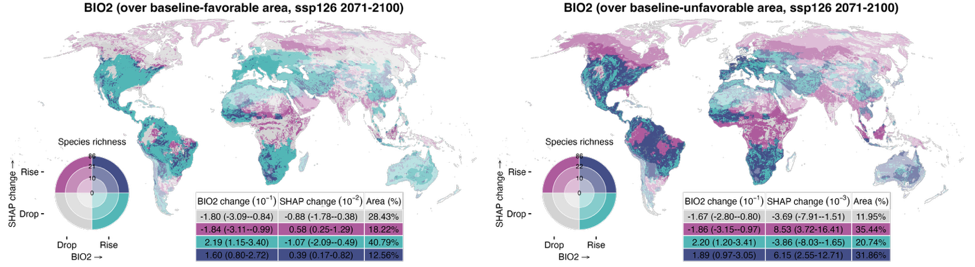 BIO2 (over baseline-favorable area, ssp126 2071-2100)
Species richness
11
0
SHAP change →
Rise
Drop
Drop
Rise
BIO2 →
BIO2 change (10⁻¹) SHAP change (10⁻²) Area (%)
-1.80 (-3.09--0.84) -0.88 (-1.78--0.38) 28.43%
-1.84 (-3.11--0.99) 0.58 (0.25-1.29) 18.22%
2.19 (1.15-3.40) -1.07 (-2.09--0.49) 40.79%
1.60 (0.80-2.72) 0.39 (0.17-0.82) 12.56%
BIO2 (over baseline-unfavorable area, ssp126 2071-2100)
Species richness
0
SHAP change →
Rise
Drop
Drop
Rise
BIO2 →
BIO2 change (10⁻¹) SHAP change (10⁻³) Area (%)
-1.67 (-2.80--0.80) -3.69 (-7.91--1.51) 11.95%
-1.86 (-3.15--0.97) 8.53 (3.72-16.41) 35.44%
2.20 (1.20-3.41) -3.86 (-8.03--1.65) 20.74%
1.89 (0.97-3.05) 6.15 (2.55-12.71) 31.86%